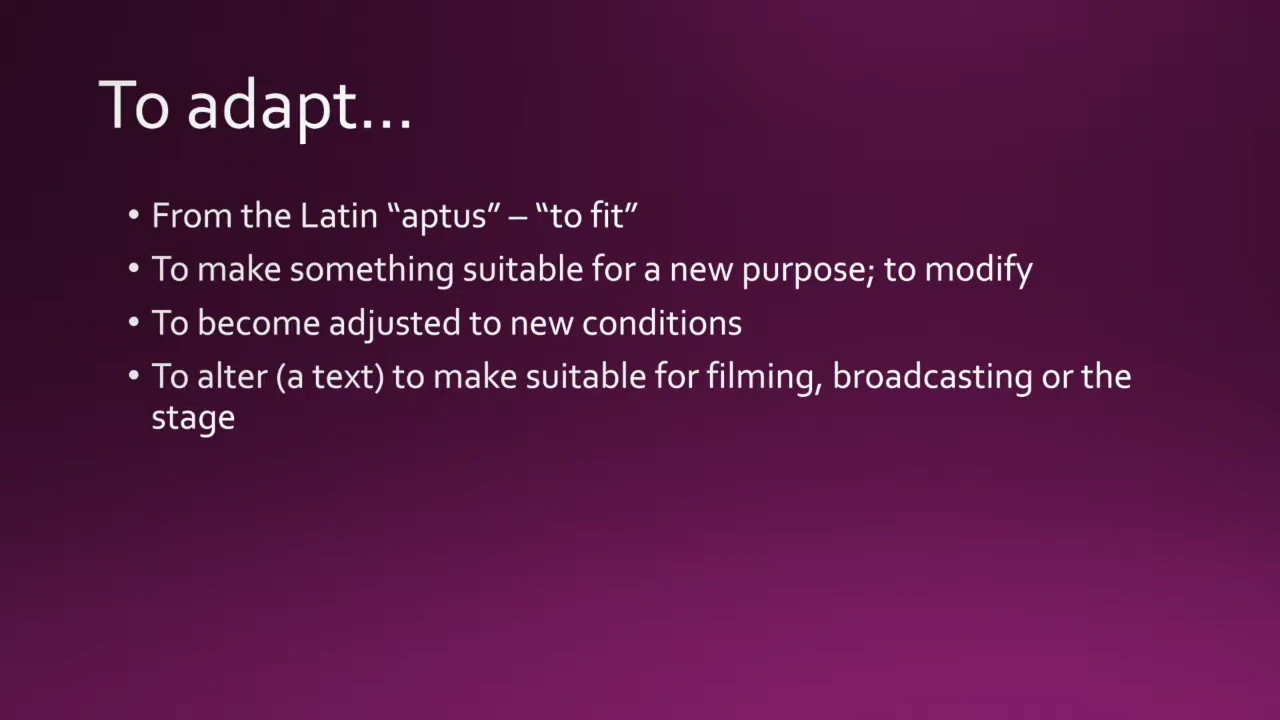 To adapt...
• From the Latin “aptus” – “to fit”
• To make something suitable for a new purpose; to modify
• To become adjusted to new conditions
• To alter (a text) to make suitable for filming, broadcasting or the
stage